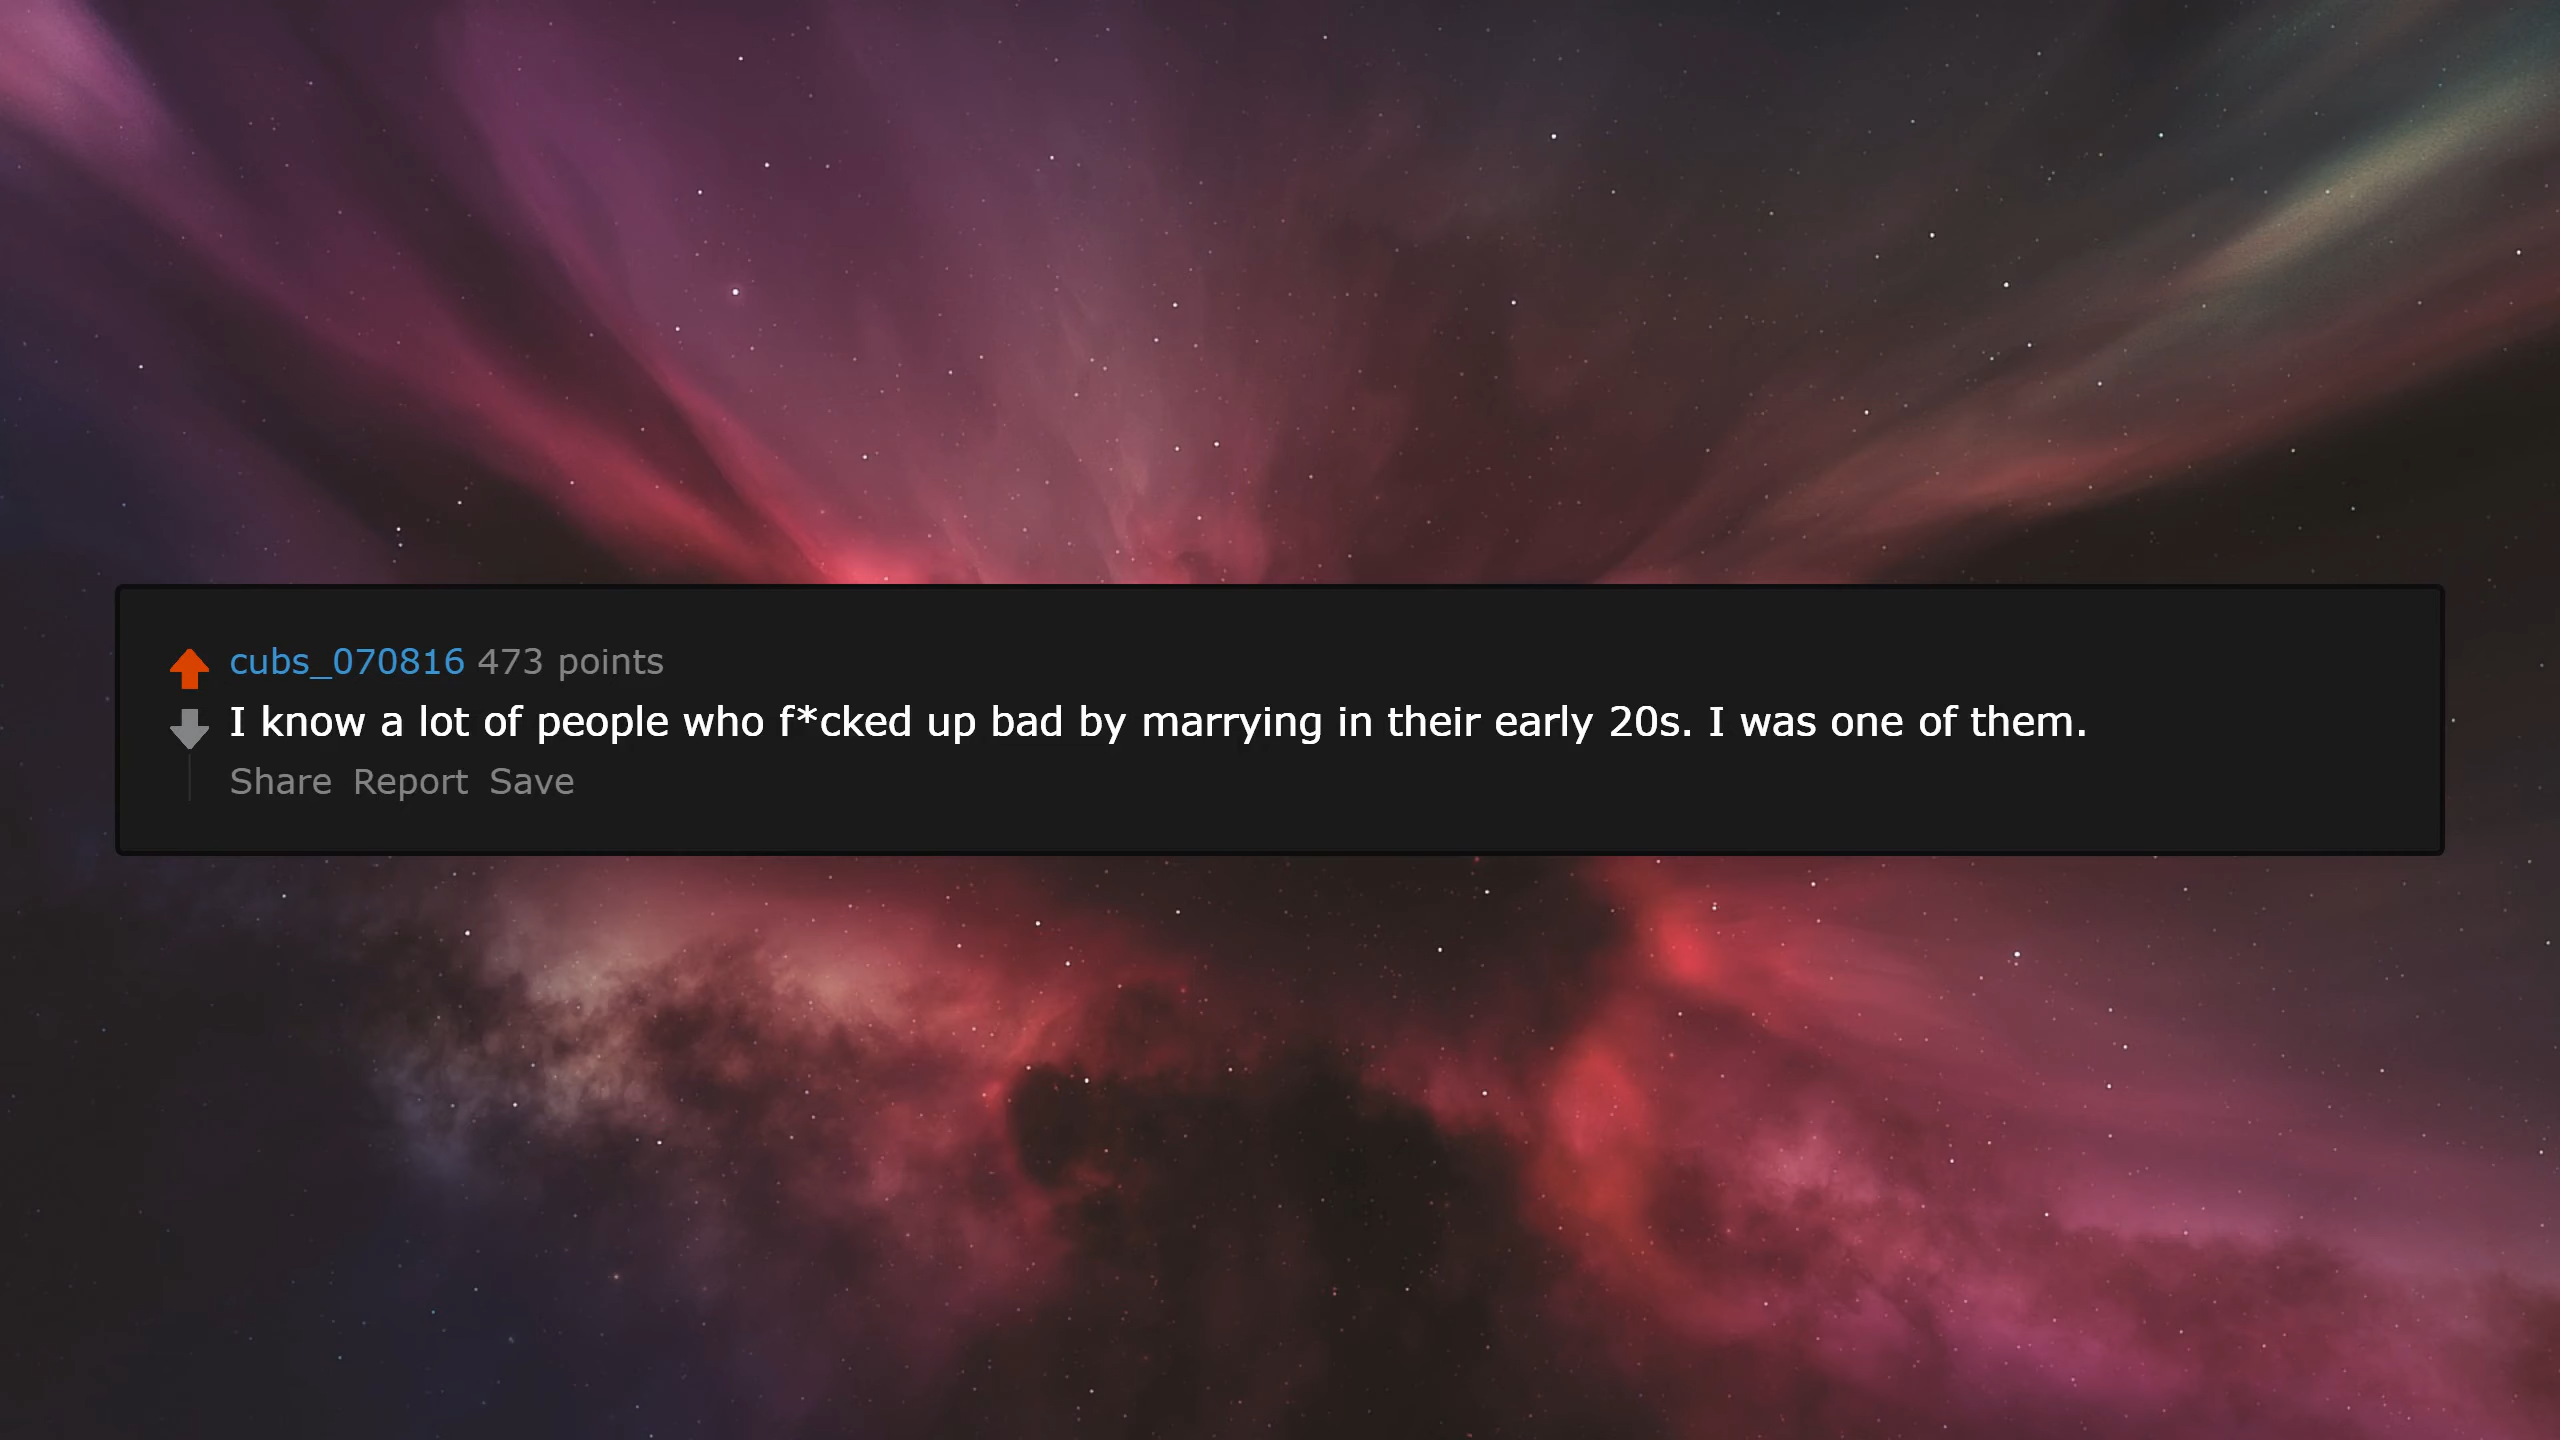 cubs_070816 473 points
I know a lot of people who f*cked up bad by marrying in their early 20s. I was one of them.
Share Report Save